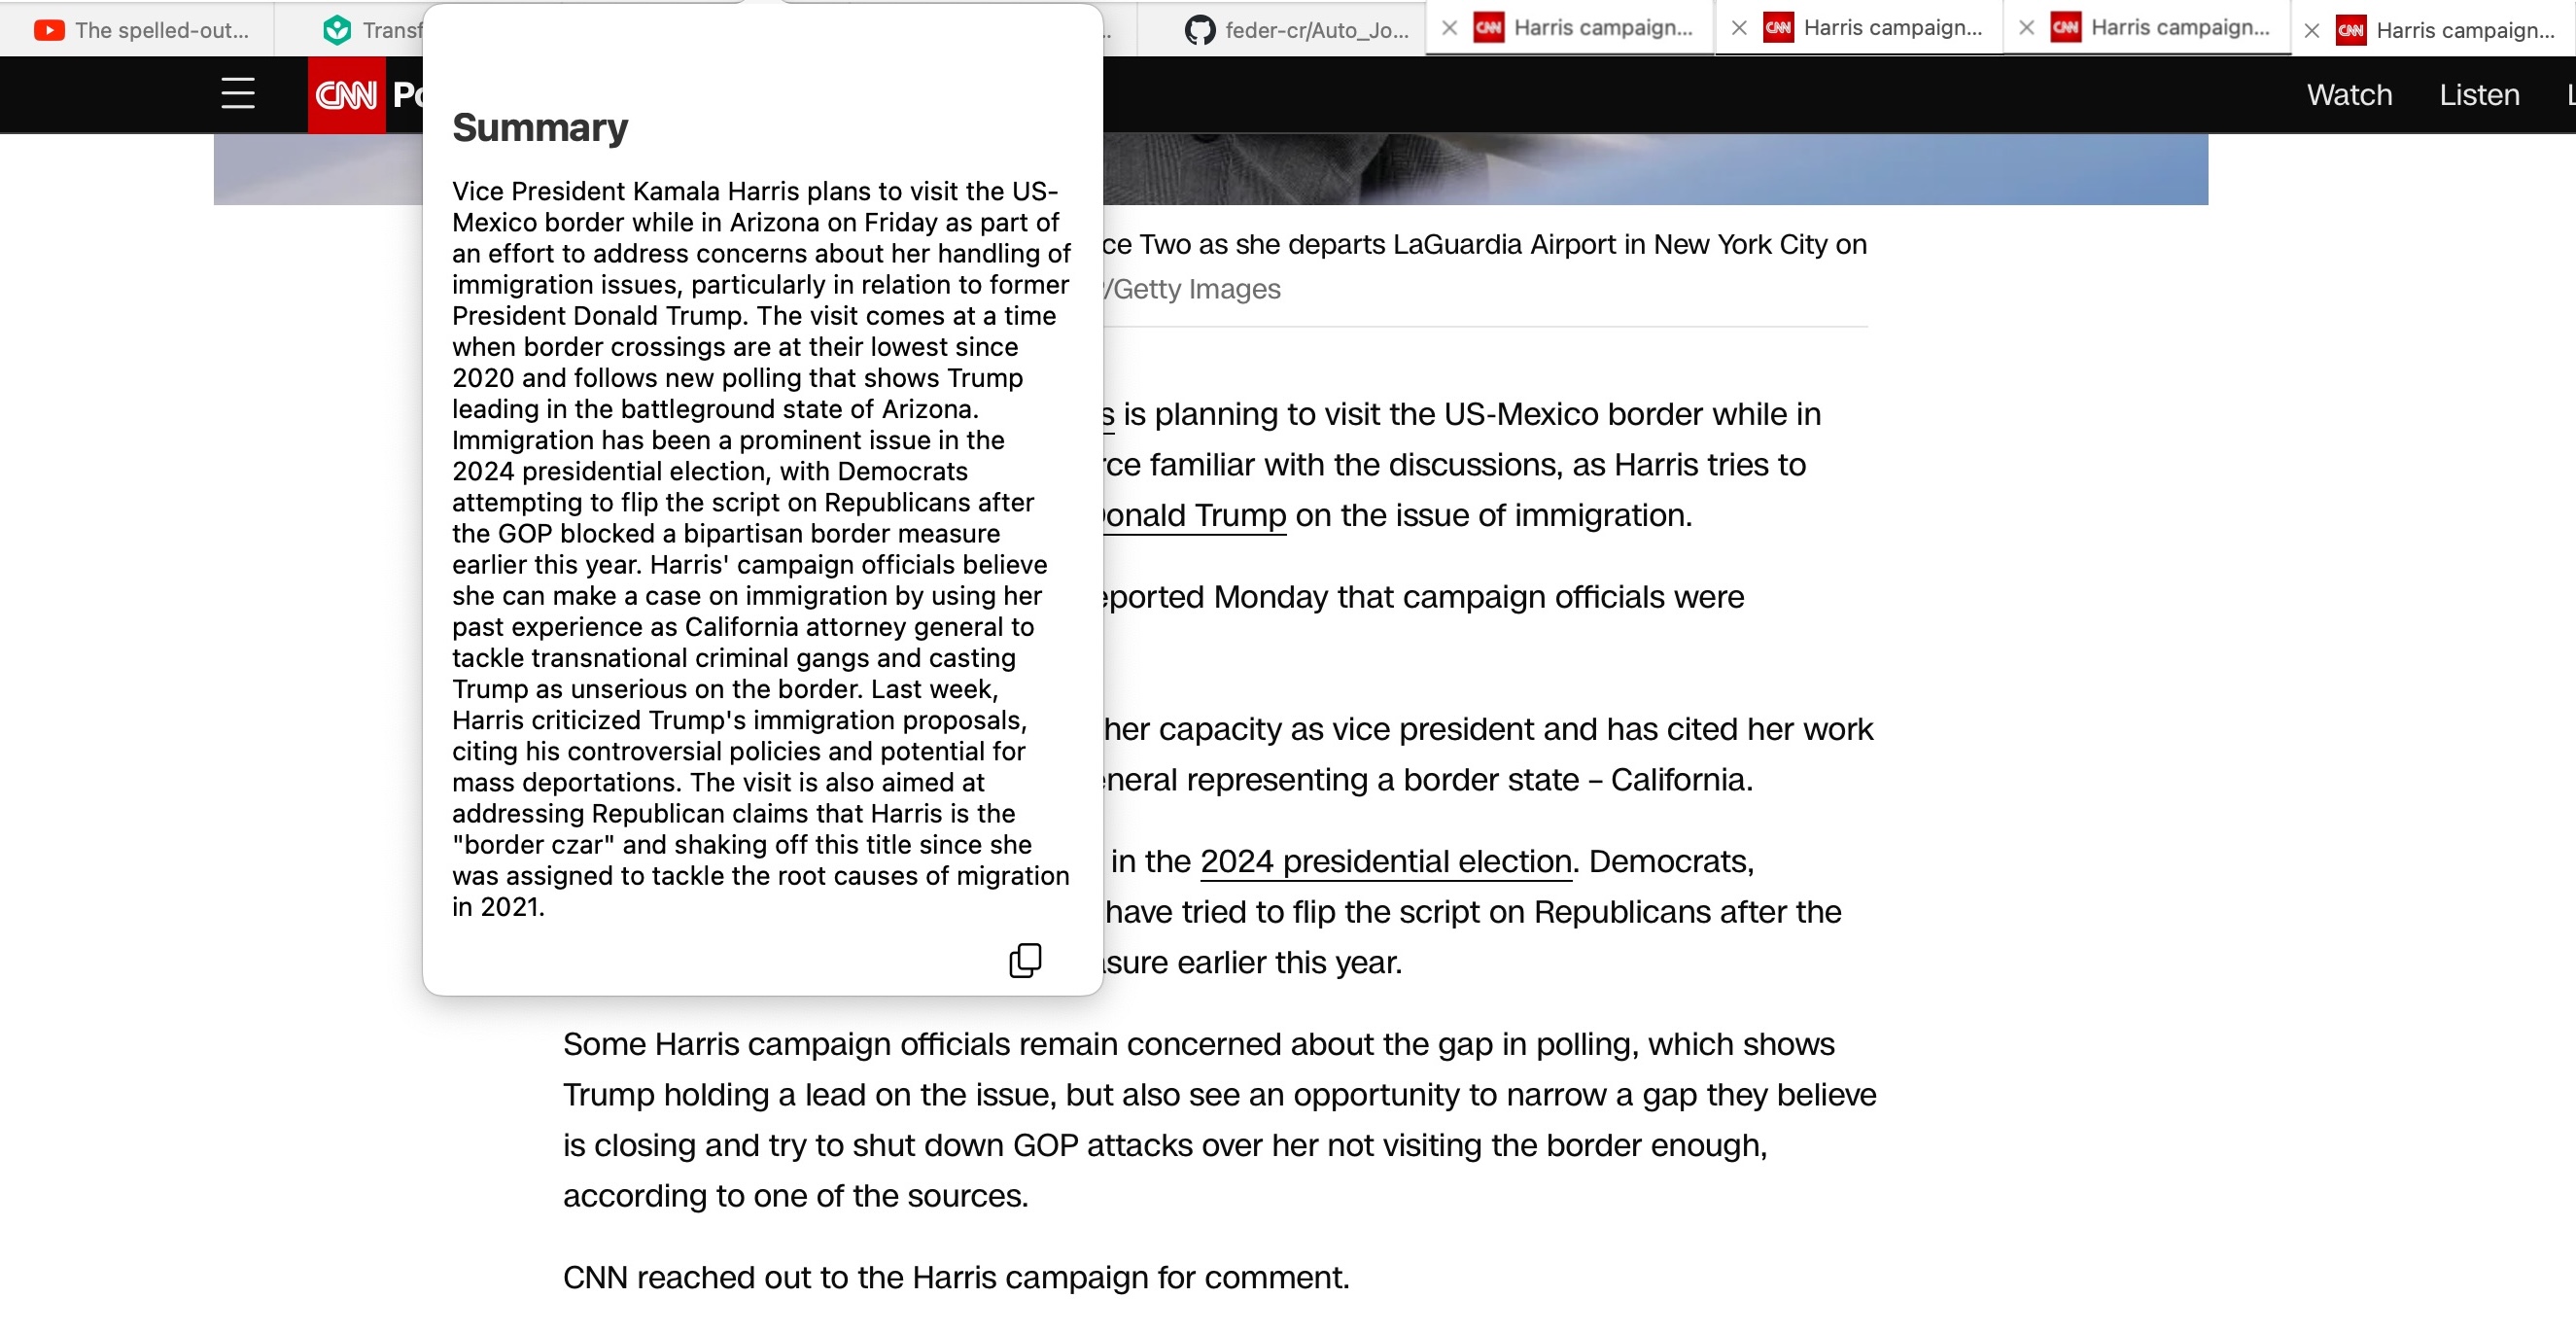 The spelled-out...
Transf
..
feder-cr/Auto_Jo...
Harris campaign...
Harris campaign...
Harris campaign...
Harris campaign...
CNN
Watch Listen
Summary
Vice President Kamala Harris plans to visit the US-
Mexico border while in Arizona on Friday as part of
an effort to address concerns about her handling of
immigration issues, particularly in relation to former
President Donald Trump. The visit comes at a time
when border crossings are at their lowest since
2020 and follows new polling that shows Trump
leading in the battleground state of Arizona.
Immigration has been a prominent issue in the
2024 presidential election, with Democrats
attempting to flip the script on Republicans after
the GOP blocked a bipartisan border measure
earlier this year. Harris' campaign officials believe
she can make a case on immigration by using her
past experience as California attorney general to
tackle transnational criminal gangs and casting
Trump as unserious on the border. Last week,
Harris criticized Trump's immigration proposals,
citing his controversial policies and potential for
mass deportations. The visit is also aimed at
addressing Republican claims that Harris is the
"border czar" and shaking off this title since she
was assigned to tackle the root causes of migration
in 2021.
ce Two as she departs LaGuardia Airport in New York City on
/Getty Images
s is planning to visit the US-Mexico border while in
rce familiar with the discussions, as Harris tries to
onald Trump on the issue of immigration.
eported Monday that campaign officials were
her capacity as vice president and has cited her work
eneral representing a border state – California.
in the 2024 presidential election. Democrats,
have tried to flip the script on Republicans after the
asure earlier this year.
Some Harris campaign officials remain concerned about the gap in polling, which shows
Trump holding a lead on the issue, but also see an opportunity to narrow a gap they believe
is closing and try to shut down GOP attacks over her not visiting the border enough,
according to one of the sources.
CNN reached out to the Harris campaign for comment.